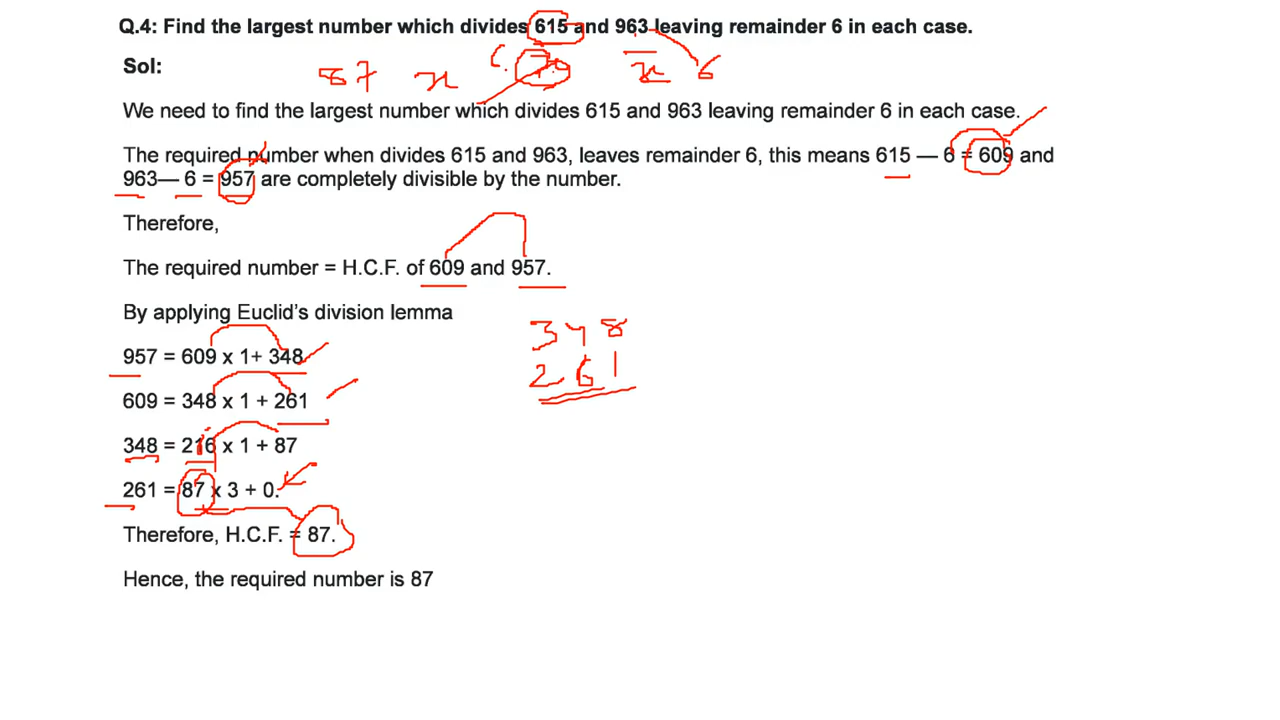 Q.4: Find the largest number which divides 615 and 963 leaving remainder 6 in each case.
Sol:
87 x x 6
We need to find the largest number which divides 615 and 963 leaving remainder 6 in each case.
The required number when divides 615 and 963, leaves remainder 6, this means 615 — 6 = 609 and
963— 6 = 957 are completely divisible by the number.
Therefore,
The required number = H.C.F. of 609 and 957.
By applying Euclid’s division lemma
348
957 = 609 x 1+ 348
261
609 = 348 x 1 + 261
348 = 216 x 1 + 87
261 = 87 x 3 + 0.
Therefore, H.C.F. = 87.
Hence, the required number is 87